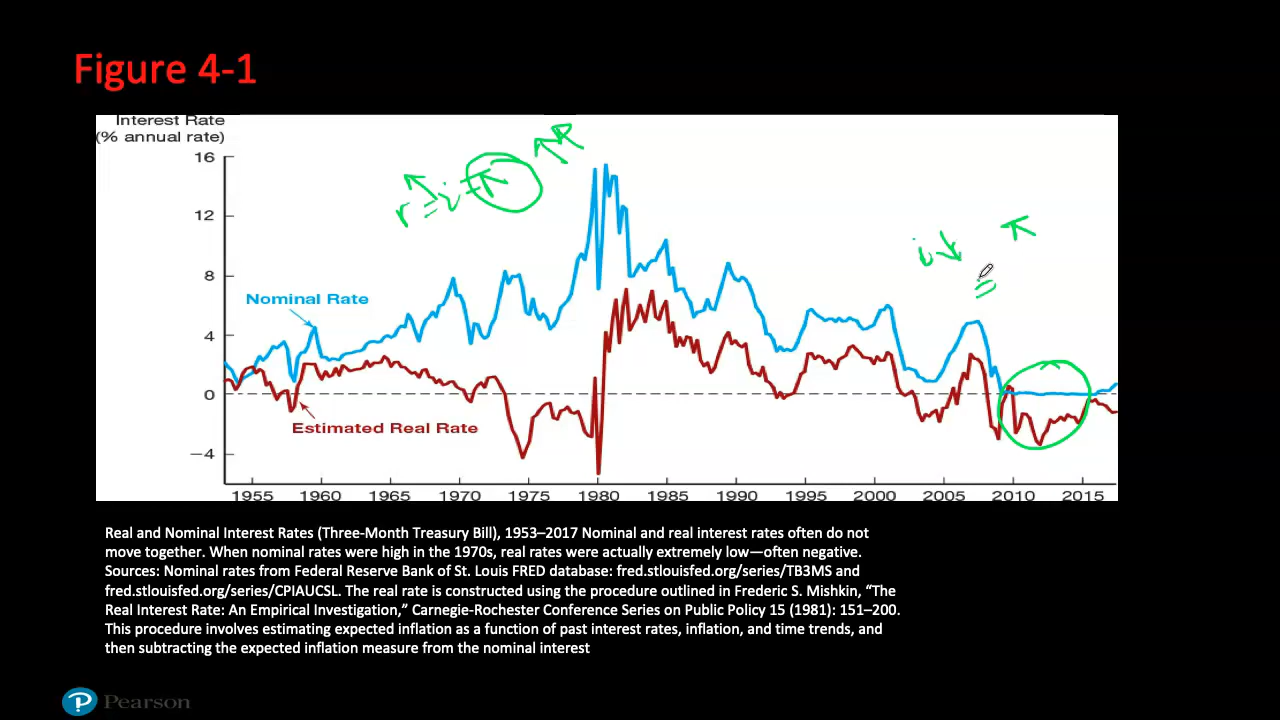 Figure 4-1
Interest Rate
(% annual rate)
16
12
8
4
0
−4
r = i
i
Nominal Rate
Estimated Real Rate
1955 1960 1965 1970 1975 1980 1985 1990 1995 2000 2005 2010 2015
Real and Nominal Interest Rates (Three-Month Treasury Bill), 1953–2017 Nominal and real interest rates often do not
move together. When nominal rates were high in the 1970s, real rates were actually extremely low—often negative.
Sources: Nominal rates from Federal Reserve Bank of St. Louis FRED database: fred.stlouisfed.org/series/TB3MS and
fred.stlouisfed.org/series/CPIAUCSL. The real rate is constructed using the procedure outlined in Frederic S. Mishkin, “The
Real Interest Rate: An Empirical Investigation,” Carnegie-Rochester Conference Series on Public Policy 15 (1981): 151–200.
This procedure involves estimating expected inflation as a function of past interest rates, inflation, and time trends, and
then subtracting the expected inflation measure from the nominal interest
P Pearson